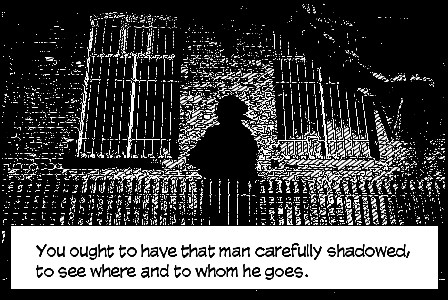 You ought to have that man carefully shadowed,
to see where and to whom he goes.